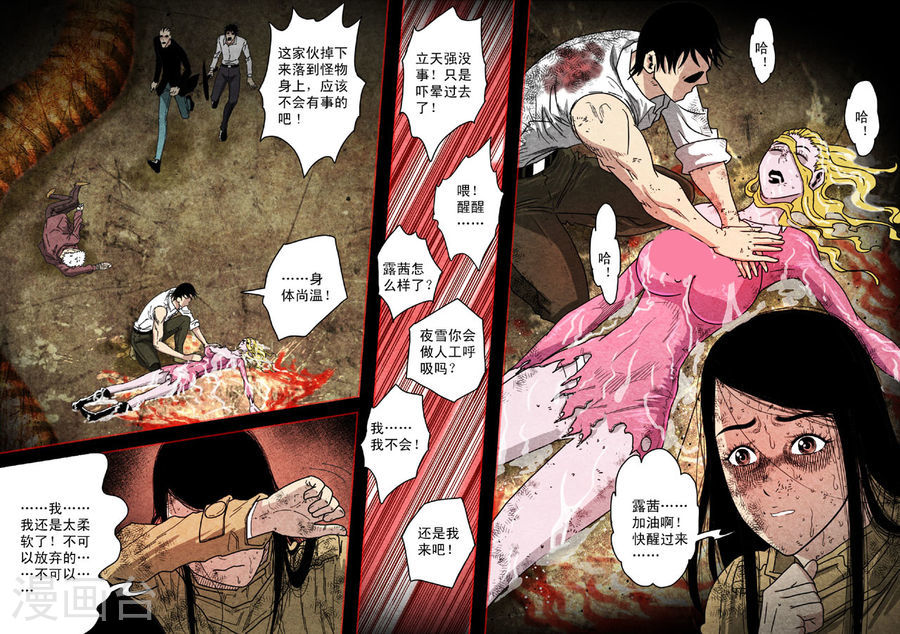 这家伙掉下
来落到怪物
身上，应该
不会有事的
吧！
……身
体尚温！
……我……
我还是太柔
软了！不可
以放弃的…
…不可以…
…
立天强没
事！只是
吓晕过去
了！
喂！
醒醒
……
露茜怎
么样了？
夜雪你会
做人工呼
吸吗？
我……
我不会！
还是我
来吧！
哈！
哈！
哈！
露茜……
加油啊！
快醒过来
……
漫画台